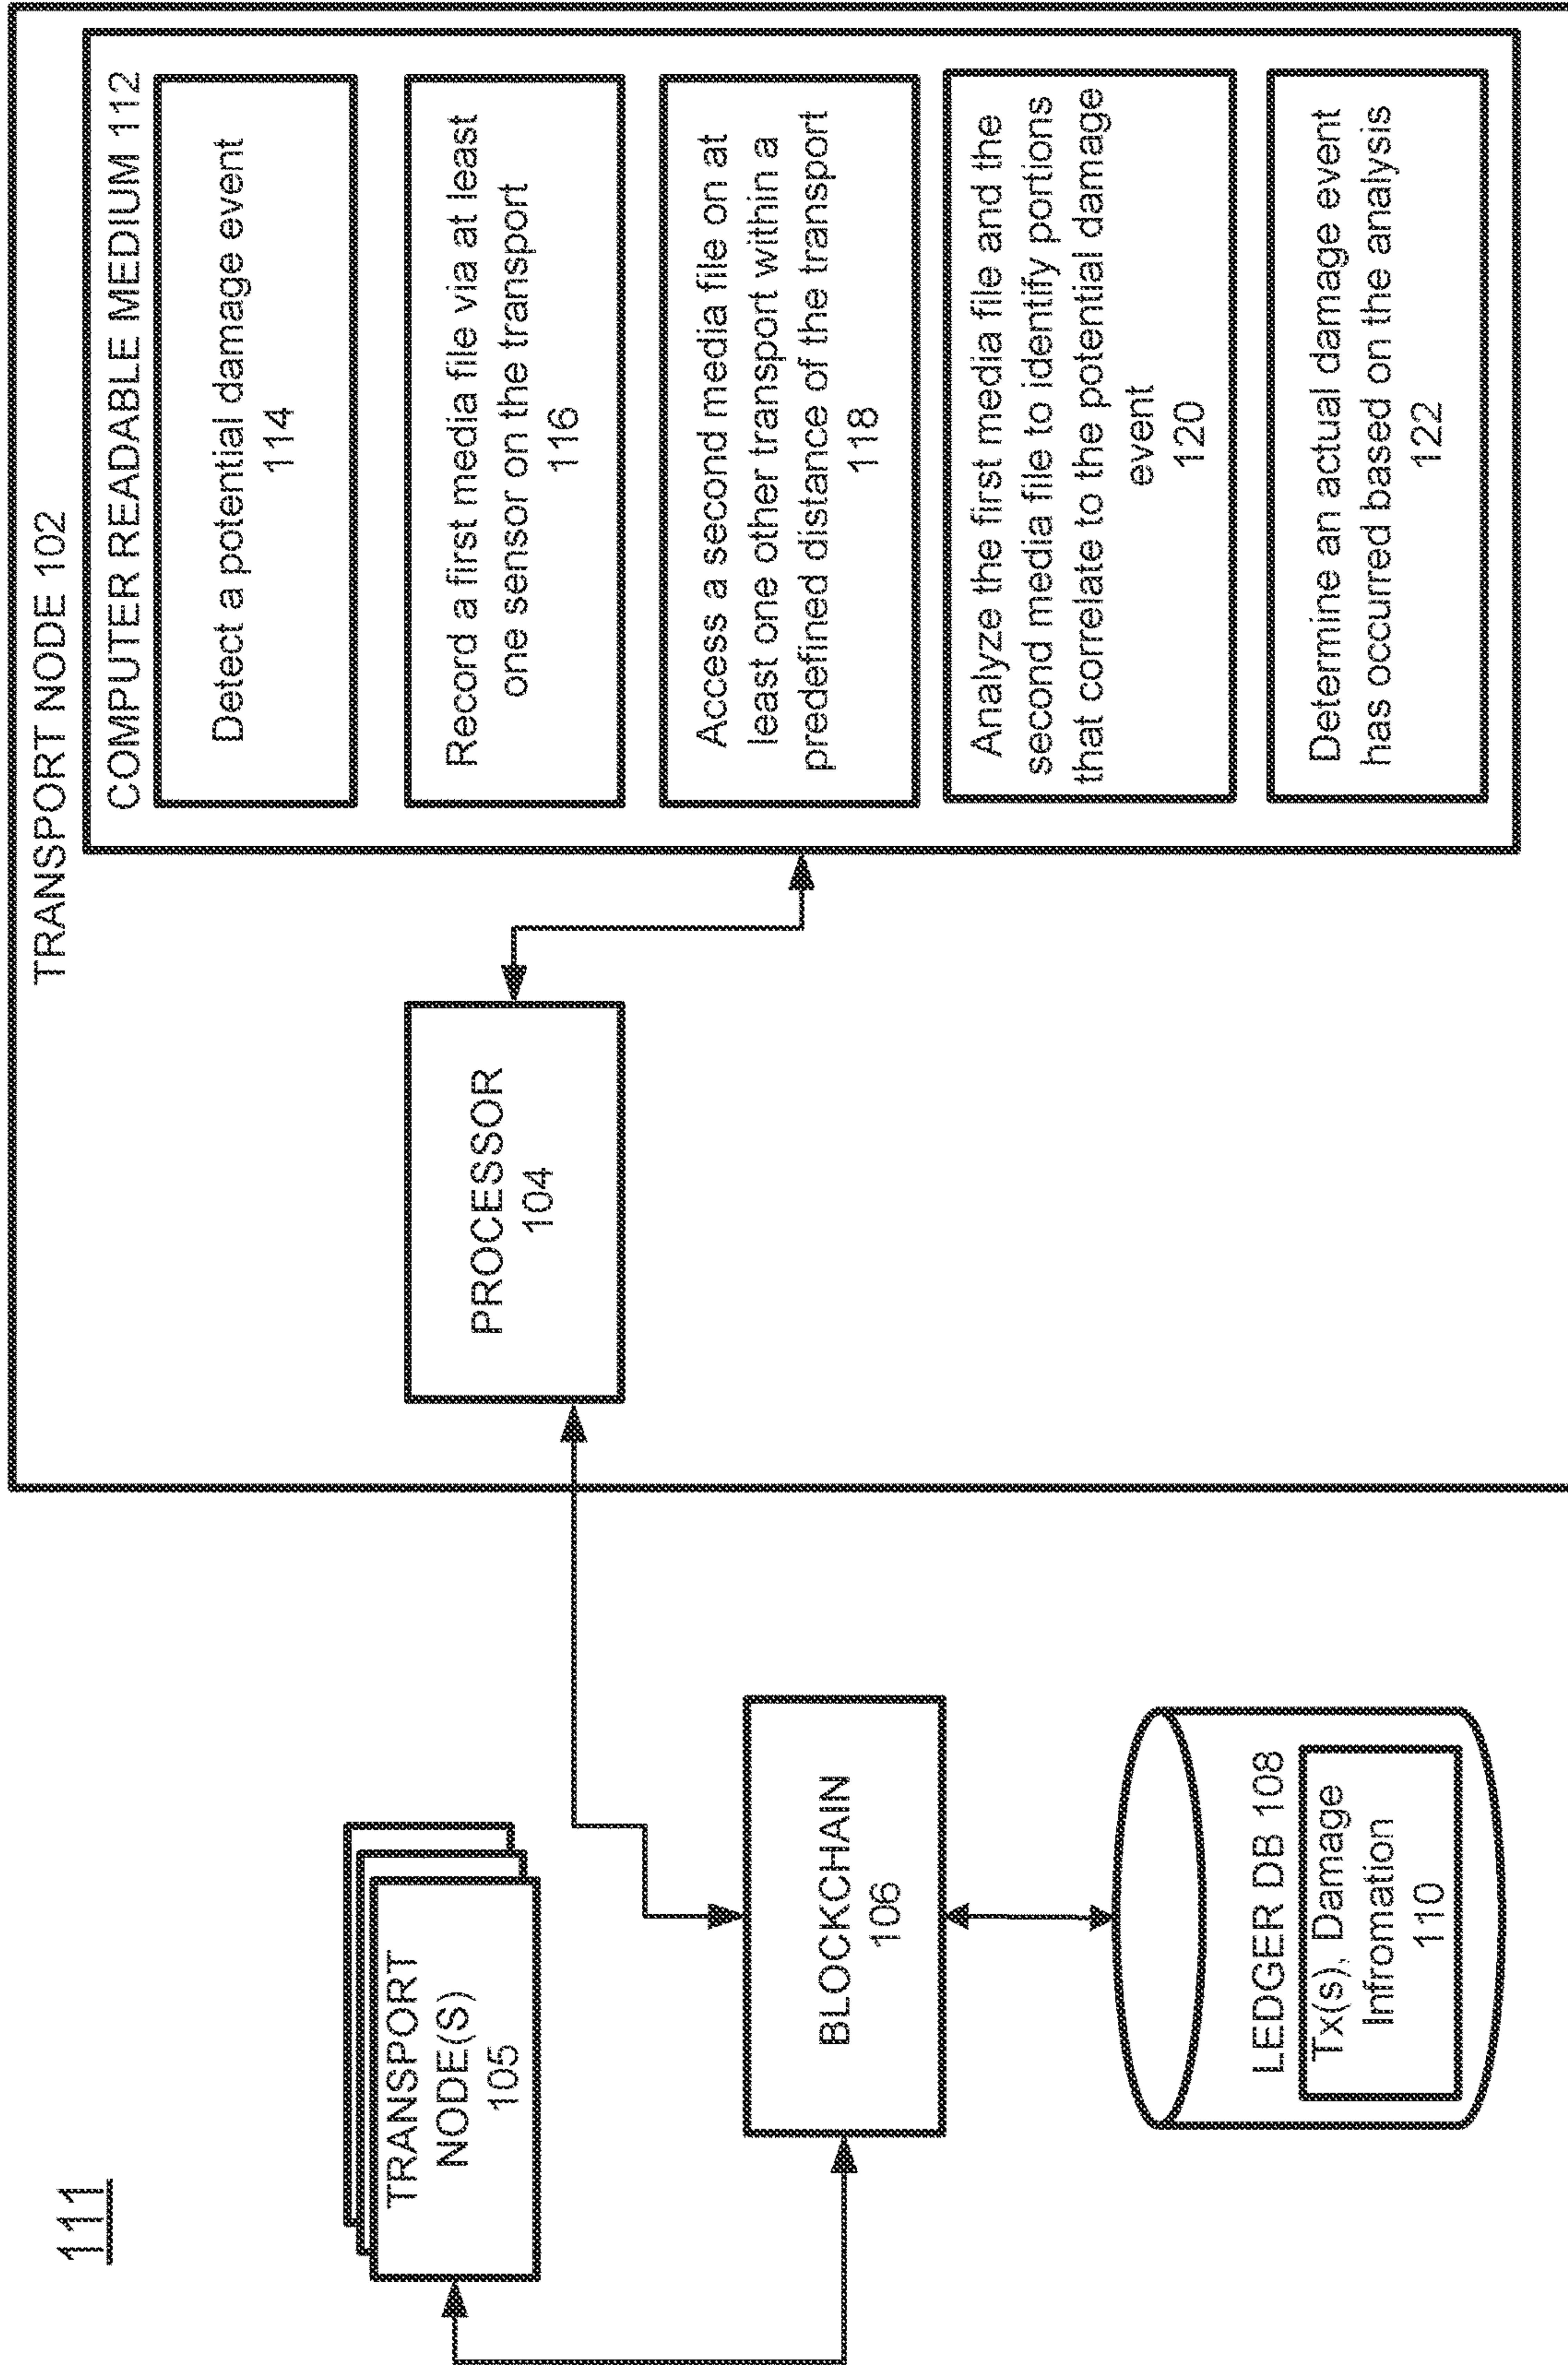 111
TRANSPORT
NODE(S)
105
BLOCKCHAIN
106
LEDGER DB 108
Tx(s), Damage
Infromation
110
PROCESSOR
104
TRANSPORT NODE 102
COMPUTER READABLE MEDIUM 112
Detect a potential damage event
114
Record a first media file via at least
one sensor on the transport
116
Access a second media file on at
least one other transport within a
predefined distance of the transport
118
Analyze the first media file and the
second media file to identify portions
that correlate to the potential damage
event
120
Determine an actual damage event
has occurred based on the analysis
122